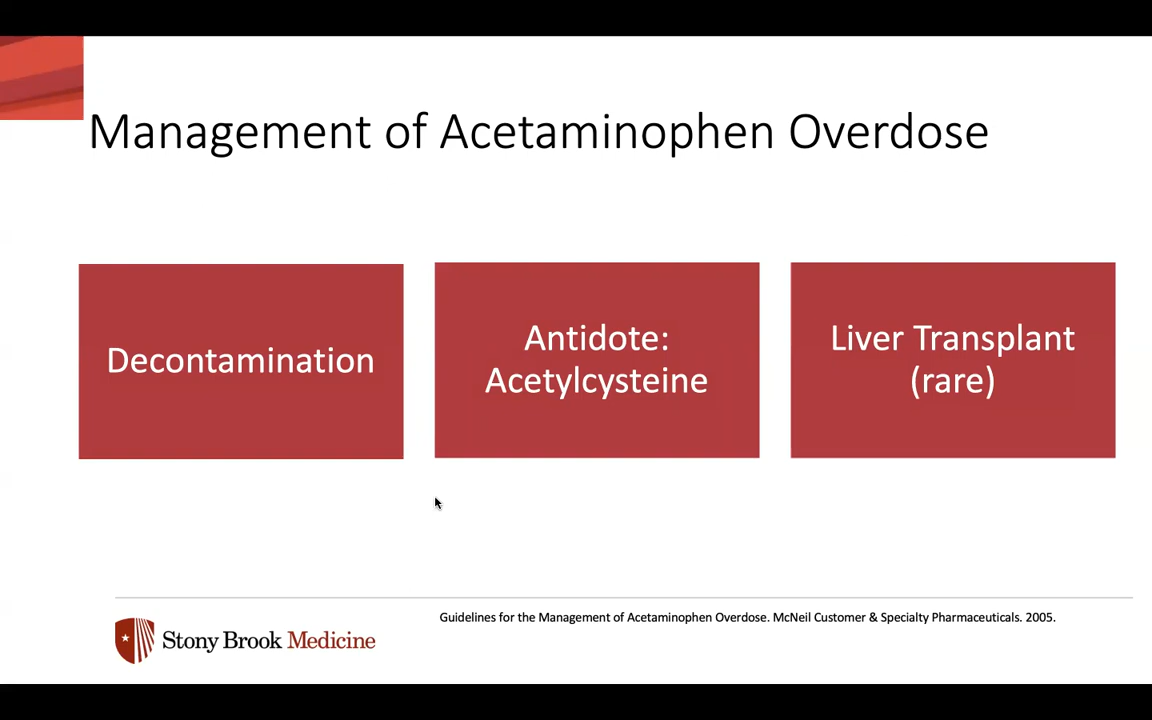 Management of Acetaminophen Overdose
Decontamination
Antidote:
Acetylcysteine
Liver Transplant
(rare)
Guidelines for the Management of Acetaminophen Overdose. McNeil Customer & Specialty Pharmaceuticals. 2005.
Stony Brook Medicine